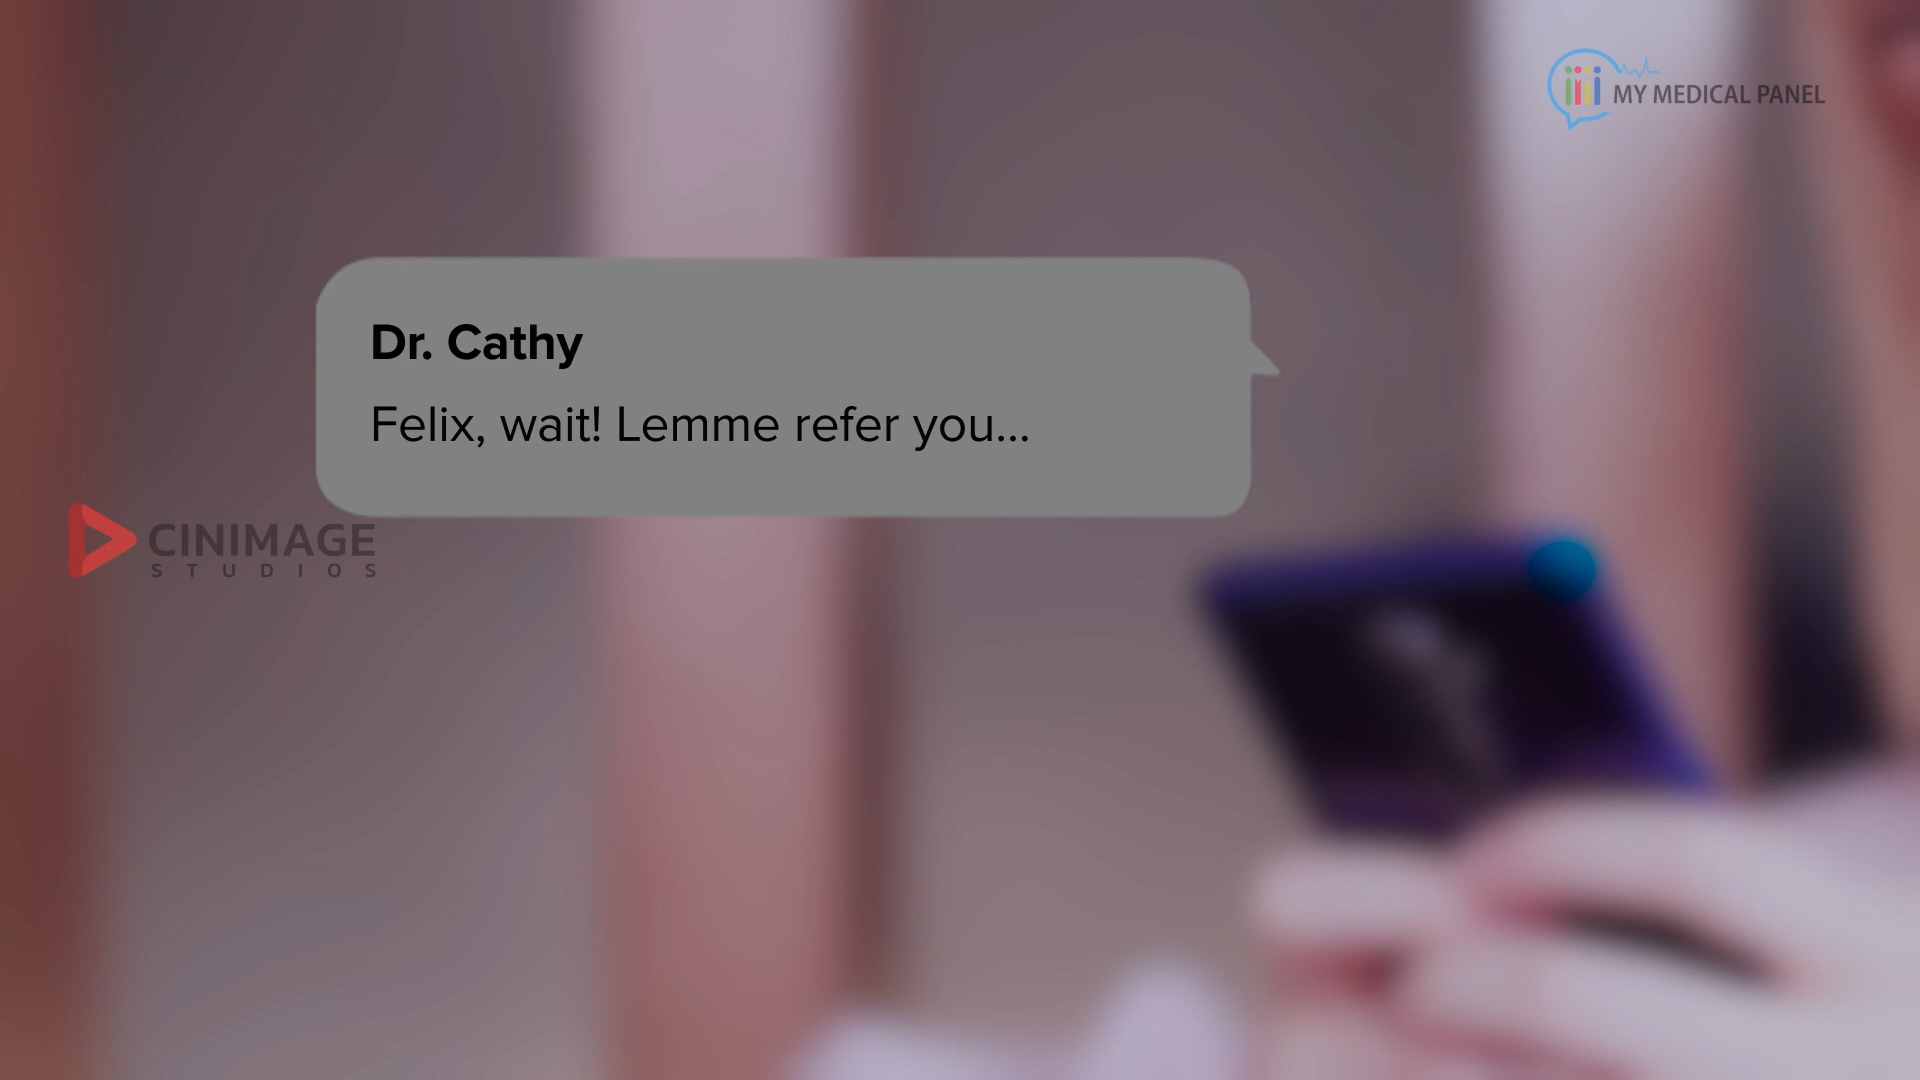 MY MEDICAL PANEL
Dr. Cathy
Felix, wait! Lemme refer you...
CINIMAGE
STUDIOS